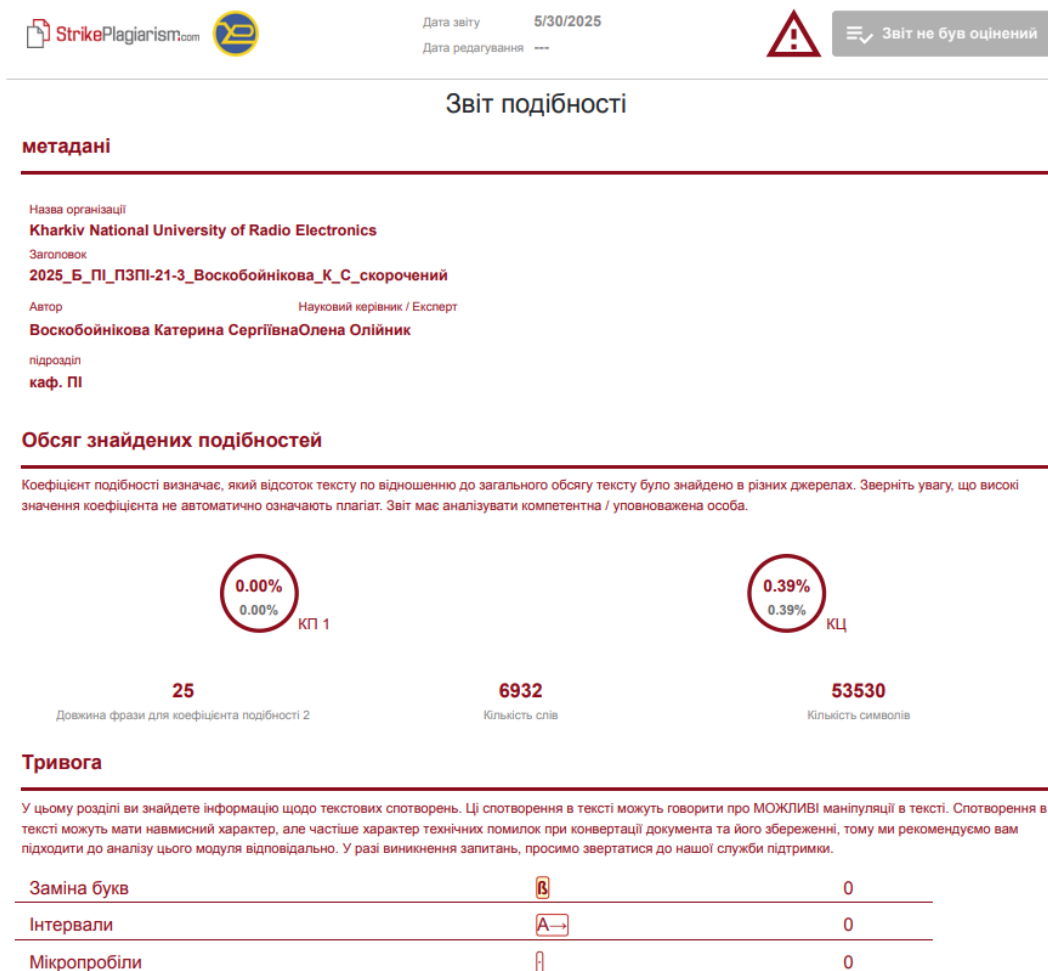 StrikePlagiarism.com
Дата звіту 5/30/2025
Дата редагування ---
Звіт не був оцінений
Звіт подібності
метадані
Назва організації
Kharkiv National University of Radio Electronics
Заголовок
2025_Б_ПІ_ПЗПІ-21-3_Воскобойнікова_К_С_скорочений
Автор Науковий керівник / Експерт
Воскобойнікова Катерина СергіївнаОлена Олійник
підрозділ
каф. ПІ
Обсяг знайдених подібностей
Коефіцієнт подібності визначає, який відсоток тексту по відношенню до загального обсягу тексту було знайдено в різних джерелах. Зверніть увагу, що високі
значення коефіцієнта не автоматично означають плагіат. Звіт має аналізувати компетентна / уповноважена особа.
0.00% 0.39%
0.00% 0.39%
КП 1 КЦ
25 6932 53530
Довжина фрази для коефіцієнта подібності 2 Кількість слів Кількість символів
Тривога
У цьому розділі ви знайдете інформацію щодо текстових спотворень. Ці спотворення в тексті можуть говорити про МОЖЛИВІ маніпуляції в тексті. Спотворення в
тексті можуть мати навмисний характер, але частіше характер технічних помилок при конвертації документа та його збереженні, тому ми рекомендуємо вам
підходити до аналізу цього модуля відповідально. У разі виникнення запитань, просимо звертатися до нашої служби підтримки.
Заміна букв ß 0
Інтервали A→ 0
Мікропробіли 0